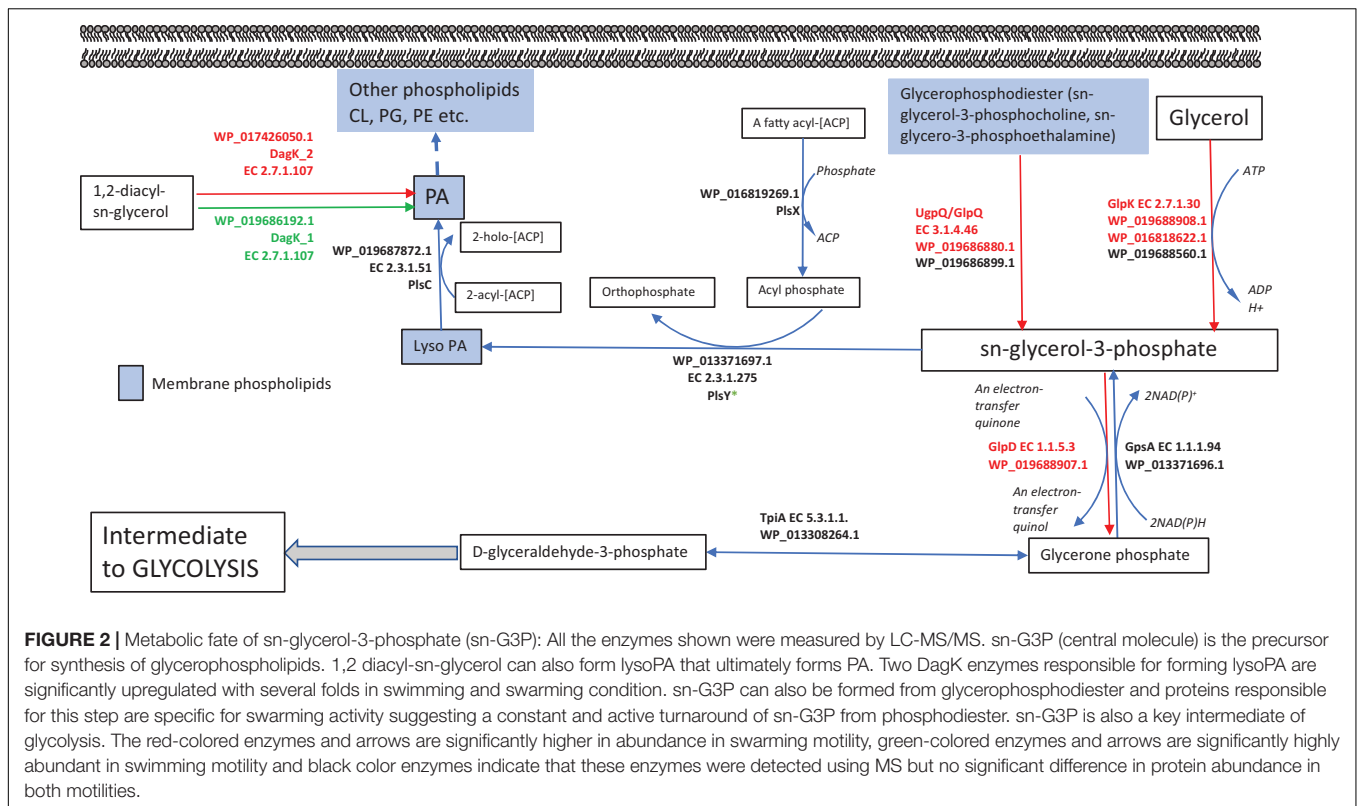 Other phospholipids
CL, PG, PE etc.
WP_017426050.1
DagK_2
EC 2.7.1.107
1,2-diacyl-
sn-glycerol
PA
WP_019686192.1
DagK_1
EC 2.7.1.107
WP_019687872.1
EC 2.3.1.51
PlsC
2-holo-[ACP]
2-acyl-[ACP]
Lyso PA
Membrane phospholipids
A fatty acyl-[ACP]
Phosphate
WP_016819269.1
PlsX
ACP
Orthophosphate
Acyl phosphate
WP_013371697.1
EC 2.3.1.275
PlsY*
Glycerophosphodiester (sn-
glycerol-3-phosphocholine, sn-
glycero-3-phosphoethalamine)
Glycerol
UgpQ/GlpQ
EC 3.1.4.46
WP_019686880.1
WP_019686899.1
ATP
GlpK EC 2.7.1.30
WP_019688908.1
WP_016818622.1
WP_019688560.1
ADP
H+
sn-glycerol-3-phosphate
An electron-
transfer
quinone
2NAD(P)+
GlpD EC 1.1.5.3
WP_019688907.1
GpsA EC 1.1.1.94
WP_013371696.1
An electron-
transfer
quinol
2NAD(P)H
Glycerone phosphate
TpiA EC 5.3.1.1.
WP_013308264.1
D-glyceraldehyde-3-phosphate
Intermediate
to GLYCOLYSIS
FIGURE 2 | Metabolic fate of sn-glycerol-3-phosphate (sn-G3P): All the enzymes shown were measured by LC-MS/MS. sn-G3P (central molecule) is the precursor
for synthesis of glycerophospholipids. 1,2 diacyl-sn-glycerol can also form lysoPA that ultimately forms PA. Two DagK enzymes responsible for forming lysoPA are
significantly upregulated with several folds in swimming and swarming condition. sn-G3P can also be formed from glycerophosphodiester and proteins responsible
for this step are specific for swarming activity suggesting a constant and active turnaround of sn-G3P from phosphodiester. sn-G3P is also a key intermediate of
glycolysis. The red-colored enzymes and arrows are significantly higher in abundance in swarming motility, green-colored enzymes and arrows are significantly highly
abundant in swimming motility and black color enzymes indicate that these enzymes were detected using MS but no significant difference in protein abundance in
both motilities.